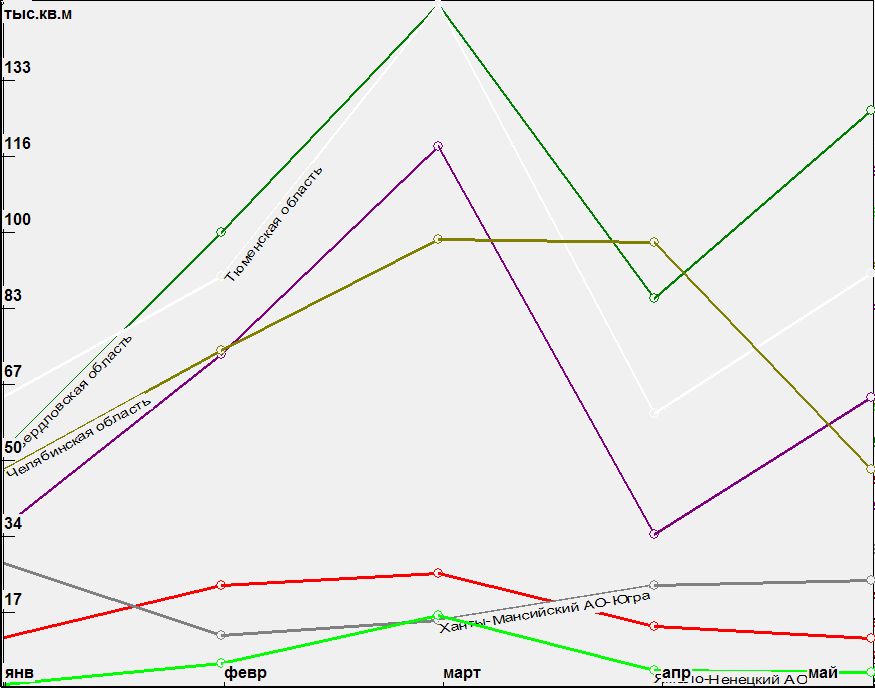 тыс.кв.м
133
116
100
Тюменская область
83
67
50
ердловская область
Челябинская область
34
17
Ханты-Мансийский АО-Югра
янв
февр
март
апр
май
ло-Ненецкий АО